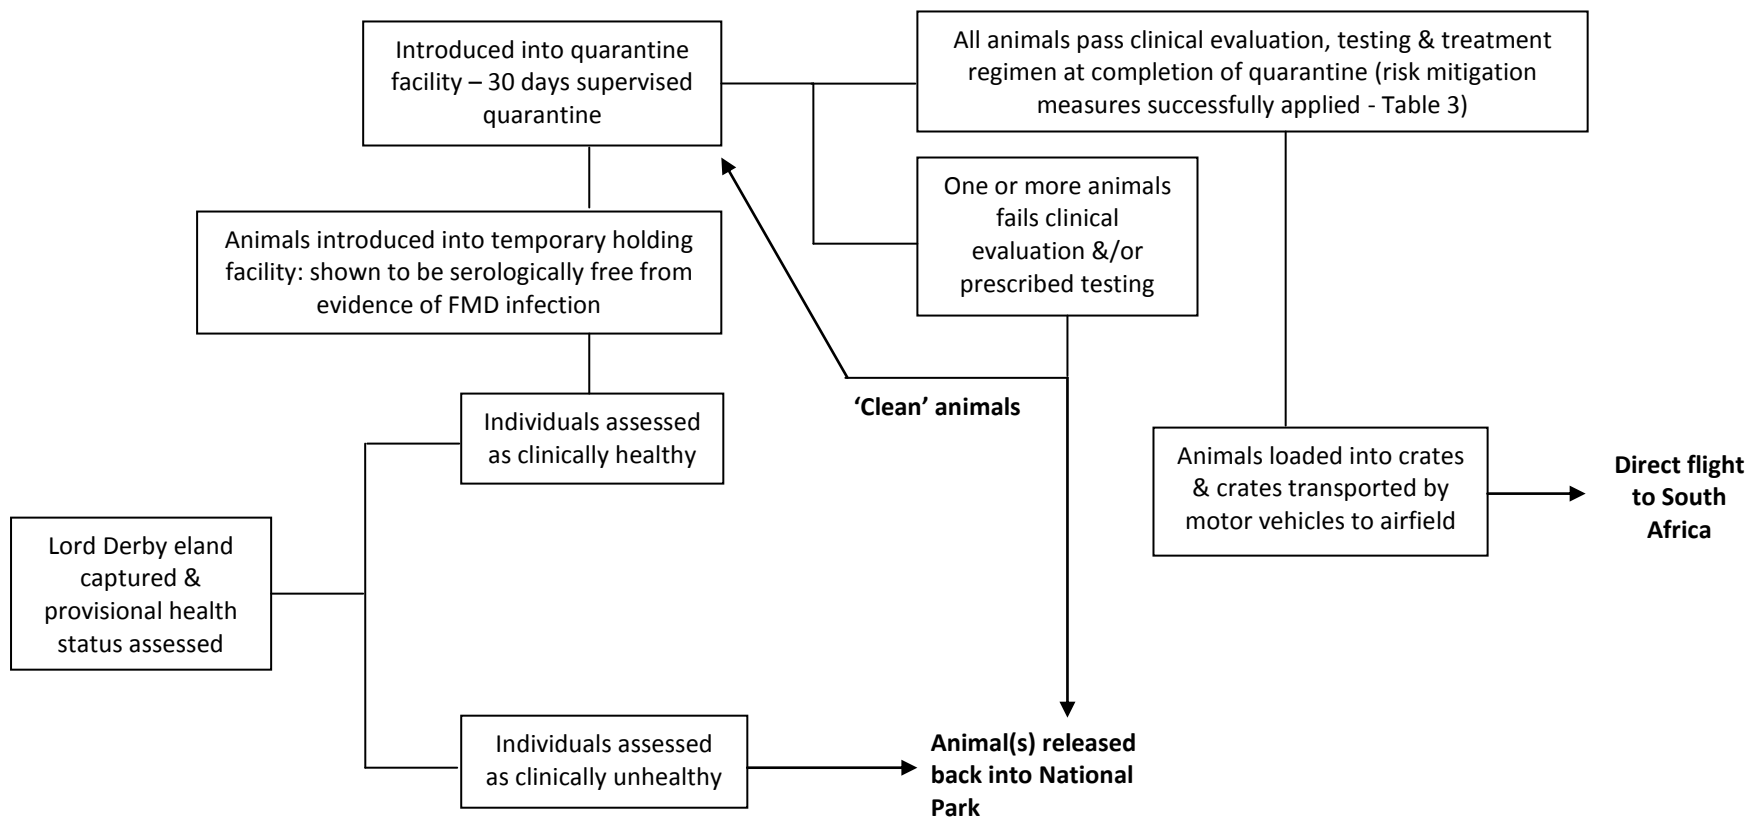 Introduced into quarantine
facility – 30 days supervised
quarantine
All animals pass clinical evaluation, testing & treatment
regimen at completion of quarantine (risk mitigation
measures successfully applied - Table 3)
One or more animals
fails clinical
evaluation &/or
prescribed testing
Animals introduced into temporary holding
facility: shown to be serologically free from
evidence of FMD infection
‘Clean’ animals
Individuals assessed
as clinically healthy
Animals loaded into crates
& crates transported by
motor vehicles to airfield
Direct flight
to South
Africa
Lord Derby eland
captured &
provisional health
status assessed
Individuals assessed
as clinically unhealthy
Animal(s) released
back into National
Park